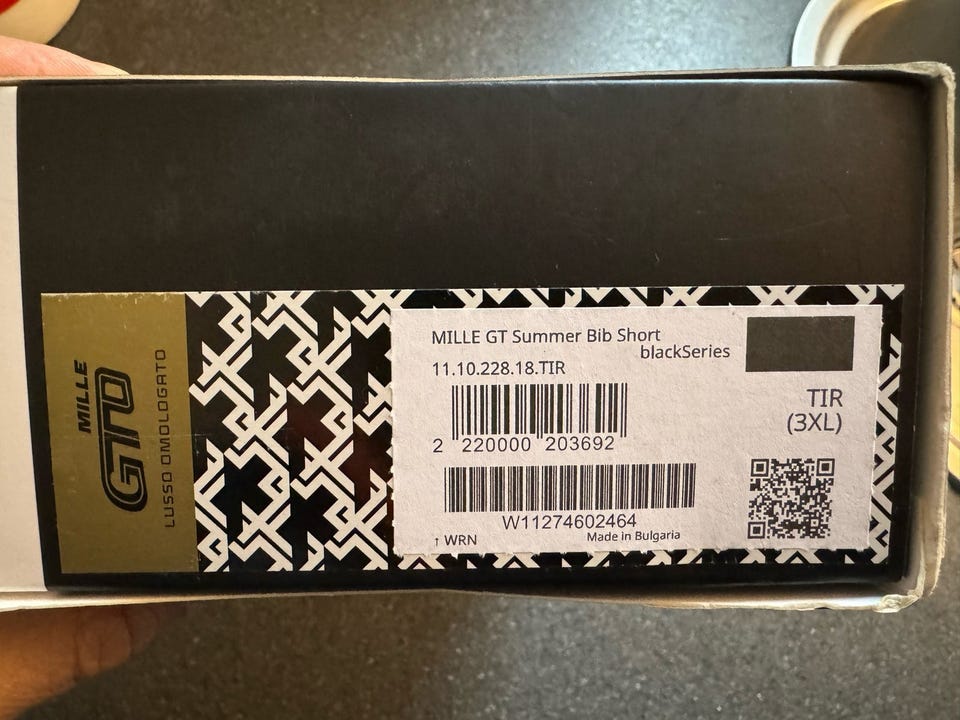 MILLE
GTO
LUSSO OMOLOGATO
MILLE GT Summer Bib Short
blackSeries
11.10.228.18.TIR
TIR
(3XL)
2 220000 203692
W11274602464
↑ WRN
Made in Bulgaria